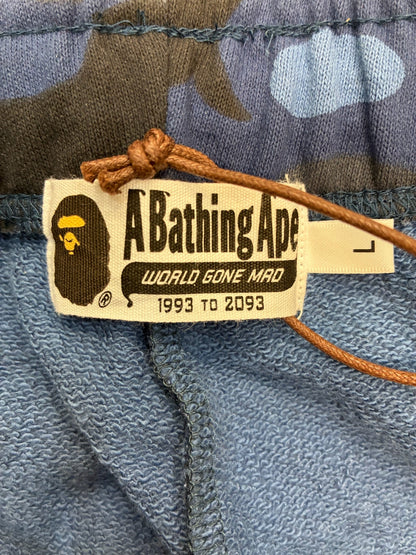 A Bathing Ape
WORLD GONE MAD
1993 TO 2093
®
L